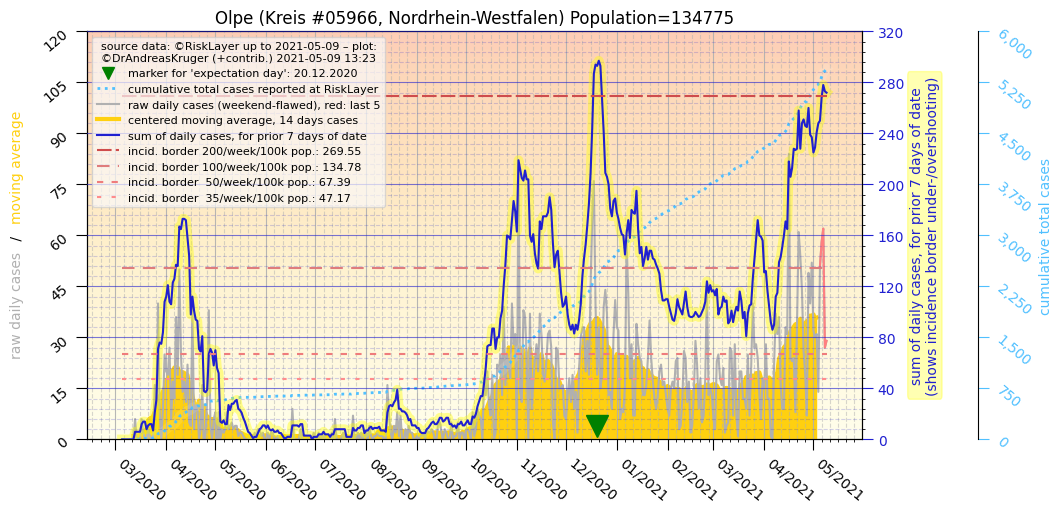 Olpe (Kreis #05966, Nordrhein-Westfalen) Population=134775
source data: ©RiskLayer up to 2021-05-09 – plot:
©DrAndreasKruger (+contrib.) 2021-05-09 13:23
marker for 'expectation day': 20.12.2020
cumulative total cases reported at RiskLayer
raw daily cases (weekend-flawed), red: last 5
centered moving average, 14 days cases
sum of daily cases, for prior 7 days of date
incid. border 200/week/100k pop.: 269.55
incid. border 100/week/100k pop.: 134.78
incid. border  50/week/100k pop.: 67.39
incid. border  35/week/100k pop.: 47.17
120
105
90
75
60
45
30
15
0
raw daily cases / moving average
03/2020
04/2020
05/2020
06/2020
07/2020
08/2020
09/2020
10/2020
11/2020
12/2020
01/2021
02/2021
03/2021
04/2021
05/2021
320
280
240
200
160
120
80
40
0
sum of daily cases, for prior 7 days of date
(shows incidence border under-/overshooting)
6,000
5,250
4,500
3,750
3,000
2,250
1,500
750
0
cumulative total cases